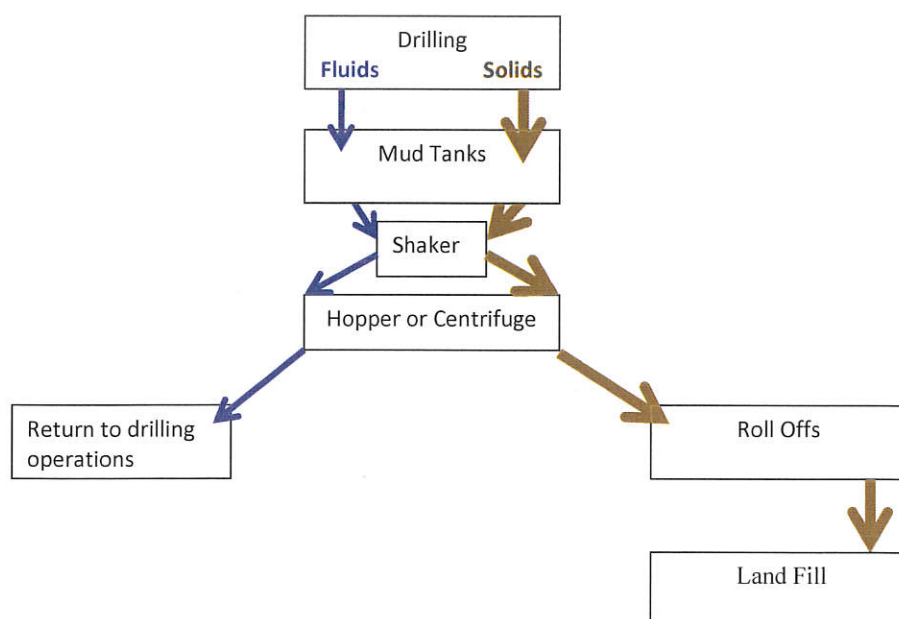 Drilling
Fluids Solids
Mud Tanks
Shaker
Hopper or Centrifuge
Return to drilling
operations
Roll Offs
Land Fill